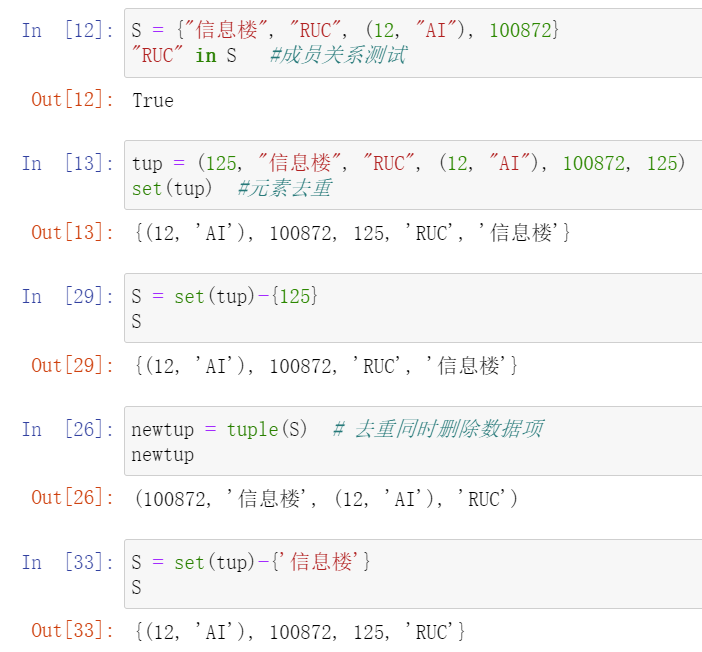 In [12]: S = {"信息楼", "RUC", (12, "AI"), 100872}
"RUC" in S #成员关系测试
Out[12]: True
In [13]: tup = (125, "信息楼", "RUC", (12, "AI"), 100872, 125)
set(tup) #元素去重
Out[13]: {(12, 'AI'), 100872, 125, 'RUC', '信息楼'}
In [29]: S = set(tup)-{125}
S
Out[29]: {(12, 'AI'), 100872, 'RUC', '信息楼'}
In [26]: newtup = tuple(S) # 去重同时删除数据项
newtup
Out[26]: (100872, '信息楼', (12, 'AI'), 'RUC')
In [33]: S = set(tup)-{'信息楼'}
S
Out[33]: {(12, 'AI'), 100872, 125, 'RUC'}